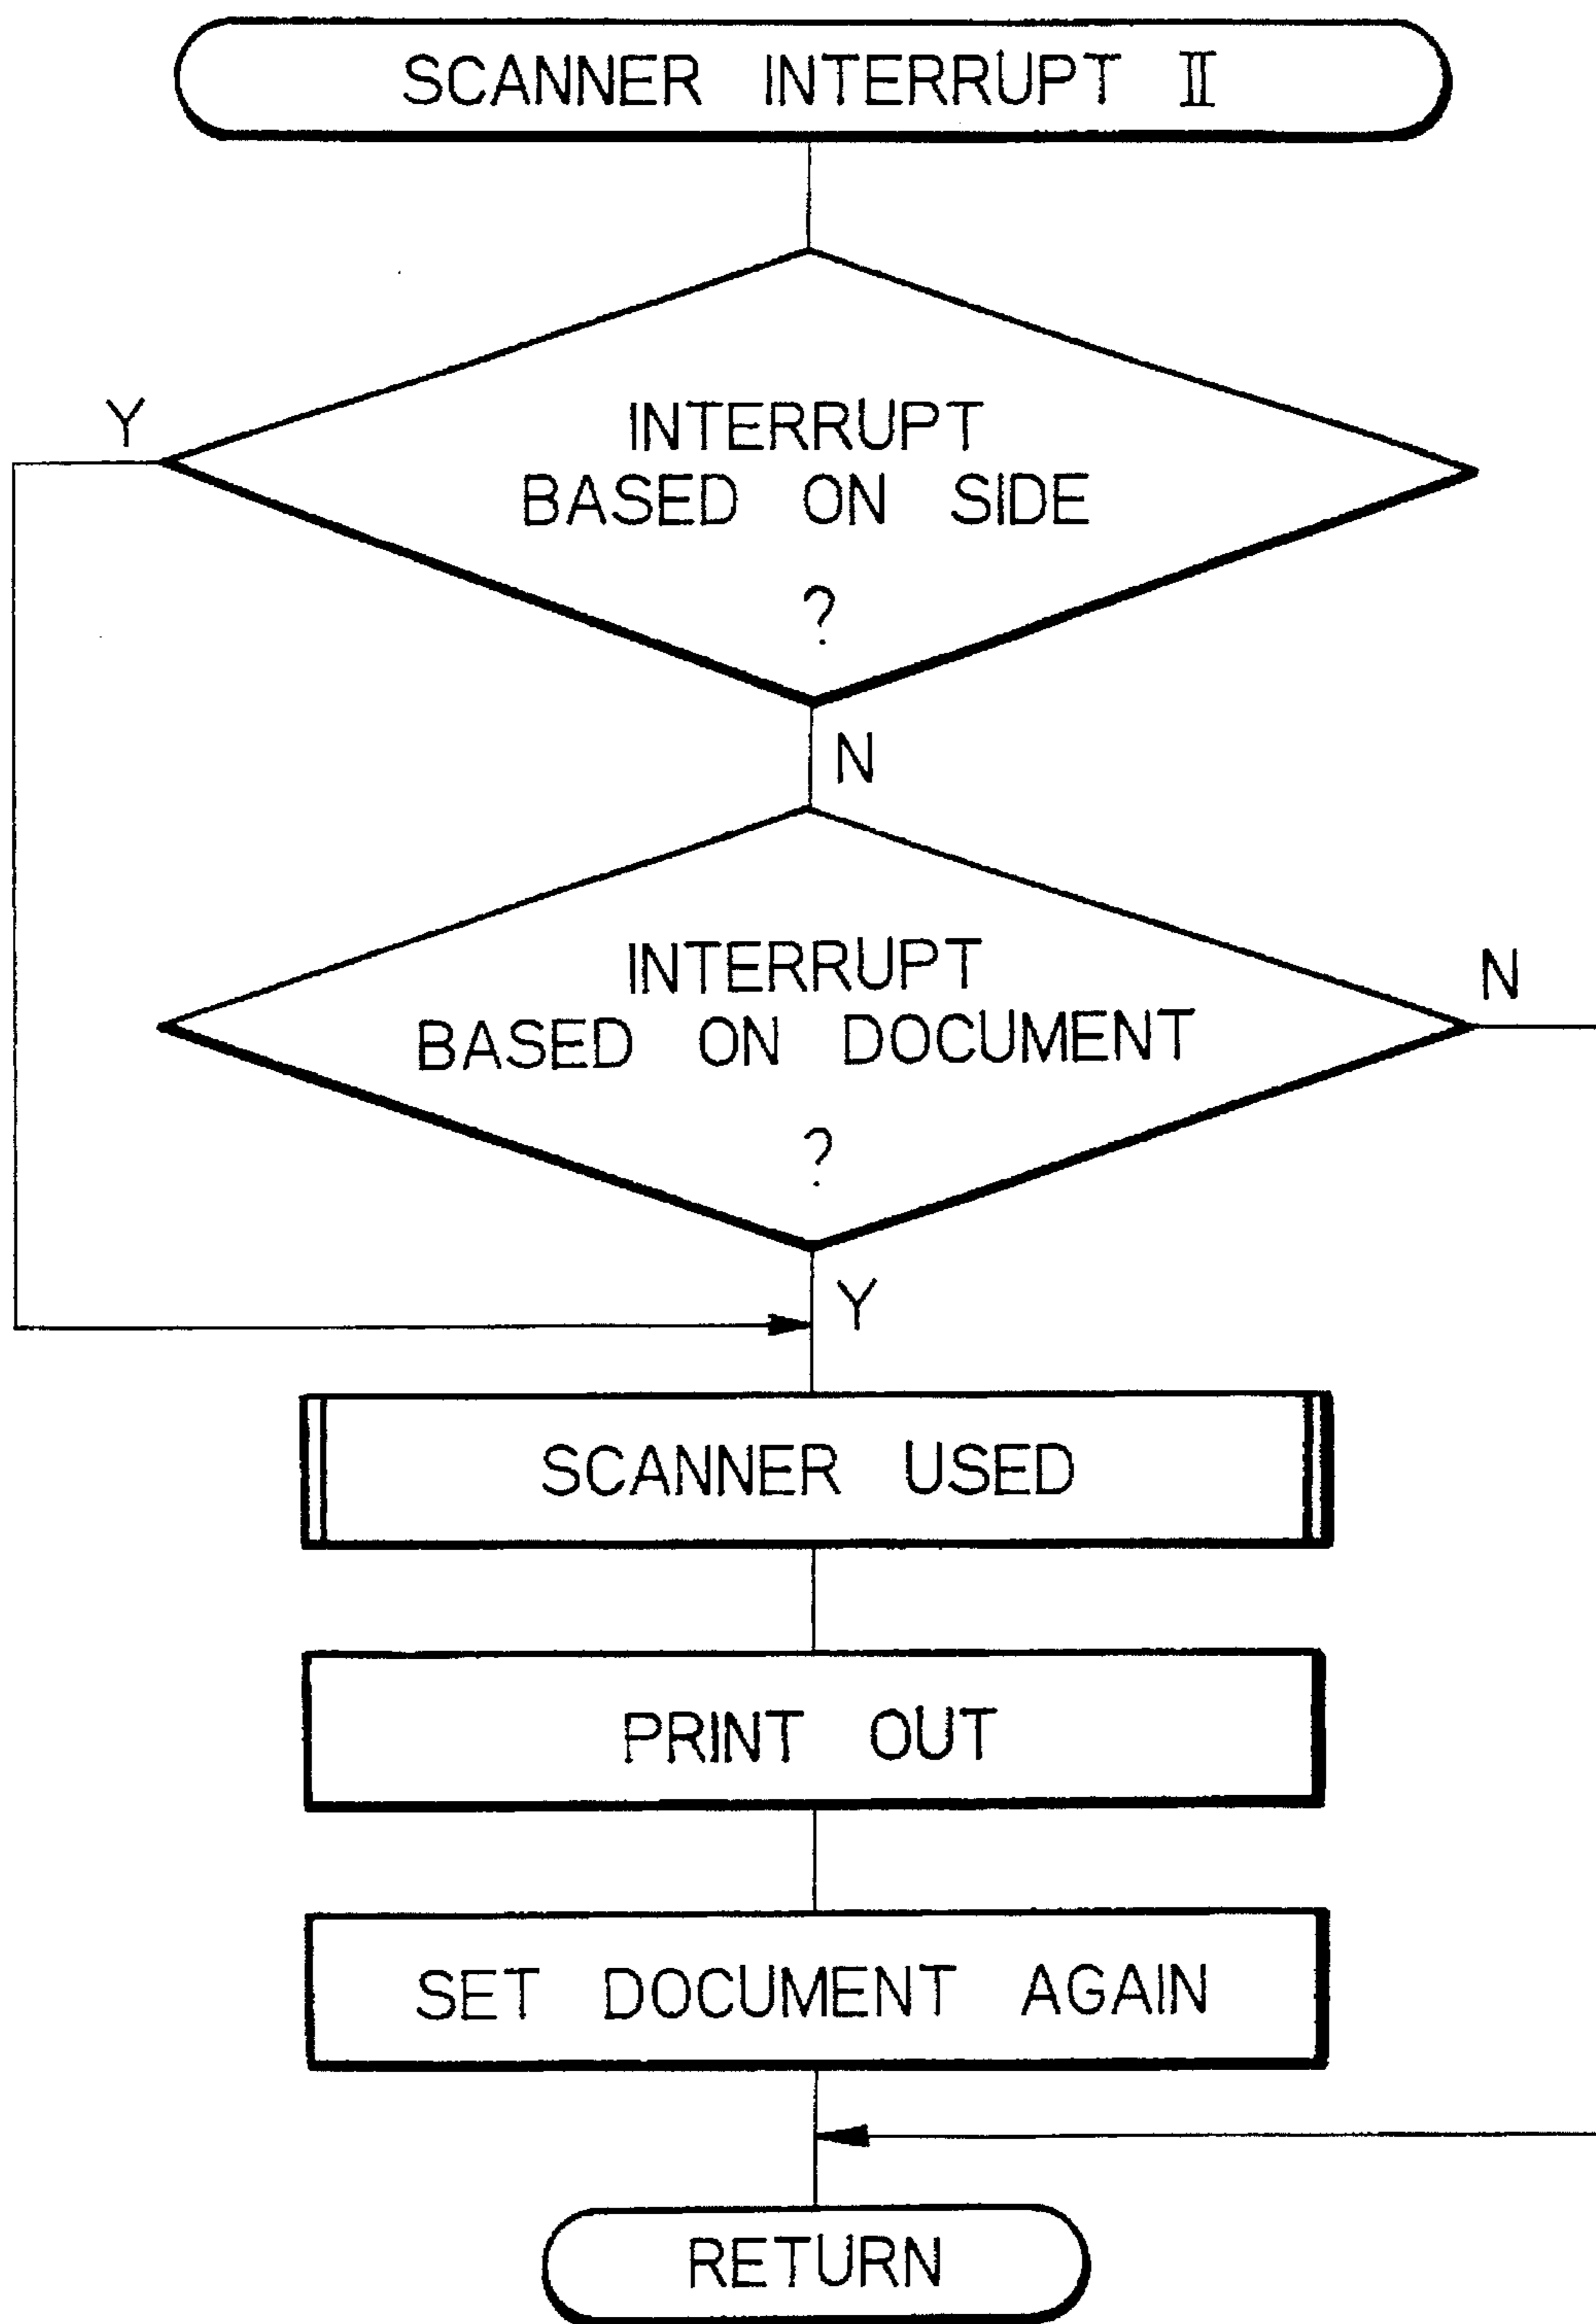 SCANNER INTERRUPT II
Y
INTERRUPT
BASED ON SIDE
?
N
INTERRUPT
BASED ON DOCUMENT
?
N
Y
SCANNER USED
PRINT OUT
SET DOCUMENT AGAIN
RETURN